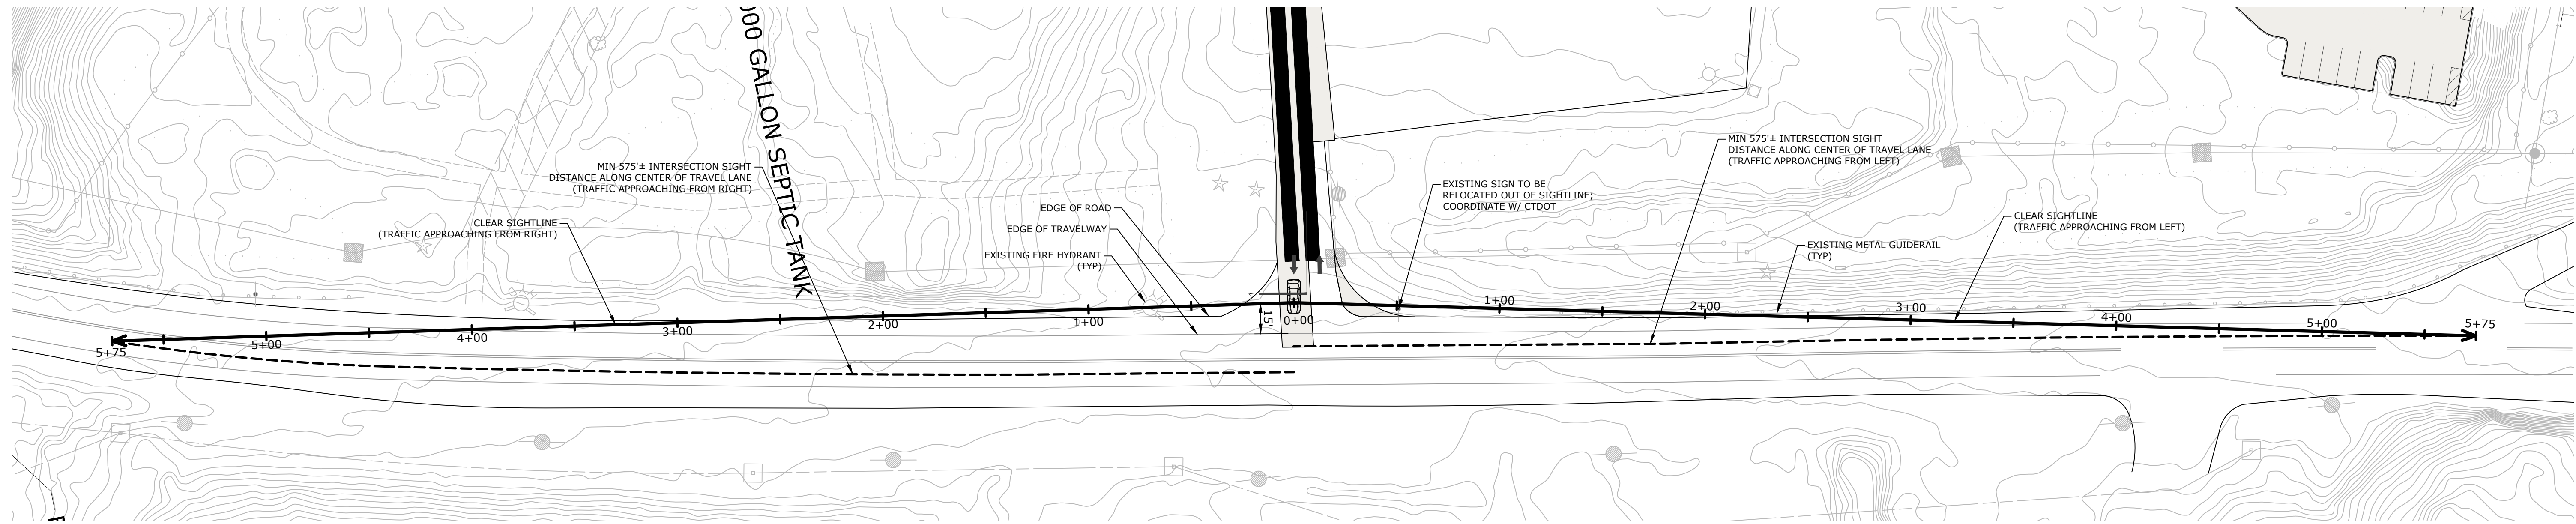 000 GALLON SEPTIC TANK
MIN 575'± INTERSECTION SIGHT
DISTANCE ALONG CENTER OF TRAVEL LANE
(TRAFFIC APPROACHING FROM RIGHT)
CLEAR SIGHTLINE
(TRAFFIC APPROACHING FROM RIGHT)
EDGE OF ROAD
EDGE OF TRAVELWAY
EXISTING FIRE HYDRANT
(TYP)
EXISTING SIGN TO BE
RELOCATED OUT OF SIGHTLINE;
COORDINATE W/ CTDOT
MIN 575'± INTERSECTION SIGHT
DISTANCE ALONG CENTER OF TRAVEL LANE
(TRAFFIC APPROACHING FROM LEFT)
EXISTING METAL GUIDERAIL
(TYP)
CLEAR SIGHTLINE
(TRAFFIC APPROACHING FROM LEFT)
5+75
5+00
4+00
3+00
2+00
1+00
15'
0+00
1+00
2+00
3+00
4+00
5+00
5+75